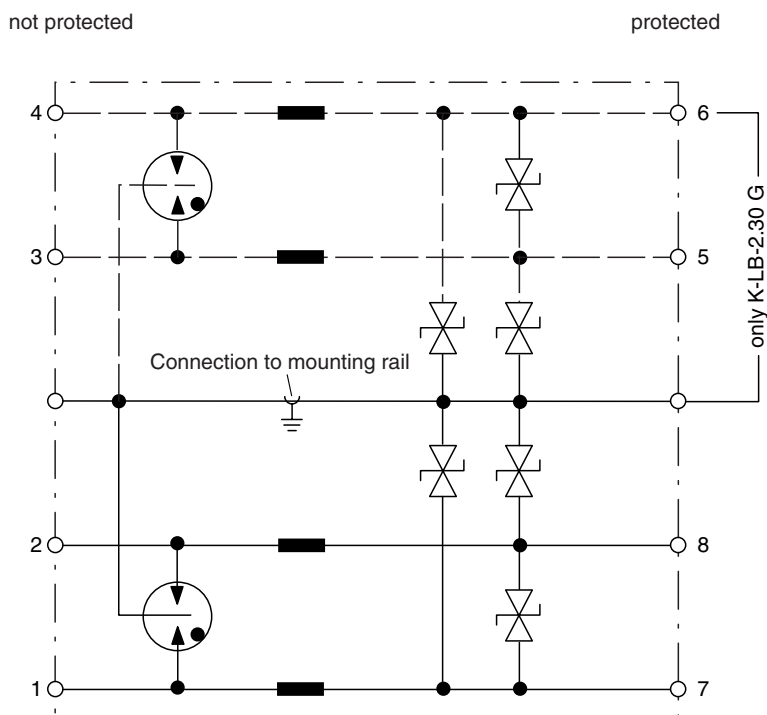 not protected
protected
4
6
3
5
only K-LB-2.30 G
Connection to mounting rail
2
8
1
7